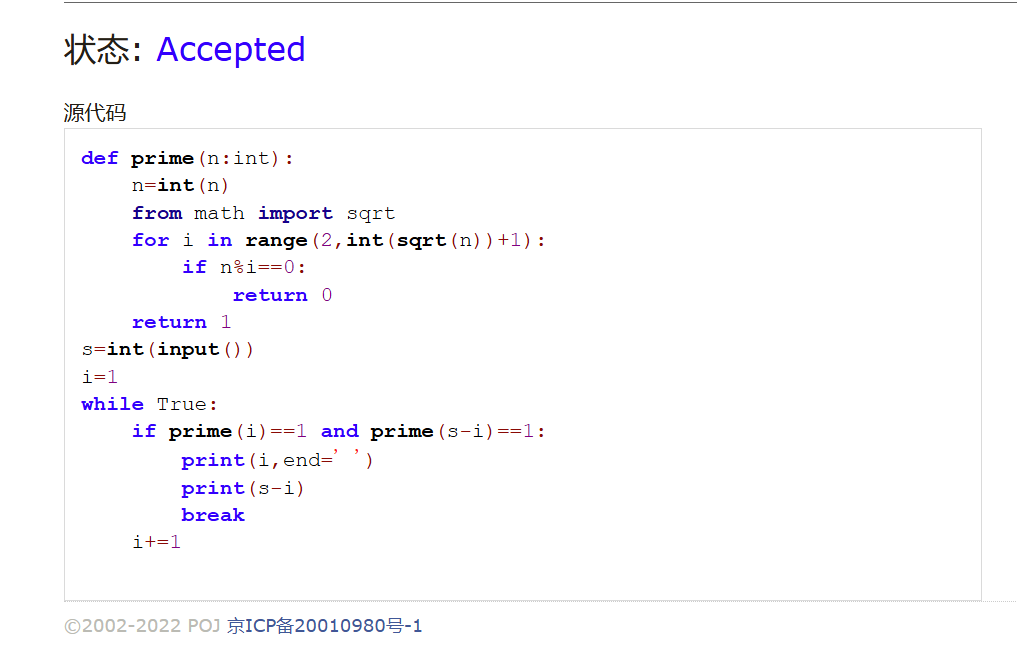 状态: Accepted
源代码
def prime(n:int):
    n=int(n)
    from math import sqrt
    for i in range(2,int(sqrt(n))+1):
        if n%i==0:
            return 0
    return 1
s=int(input())
i=1
while True:
    if prime(i)==1 and prime(s-i)==1:
        print(i,end=' ')
        print(s-i)
        break
    i+=1
©2002-2022 POJ 京ICP备20010980号-1